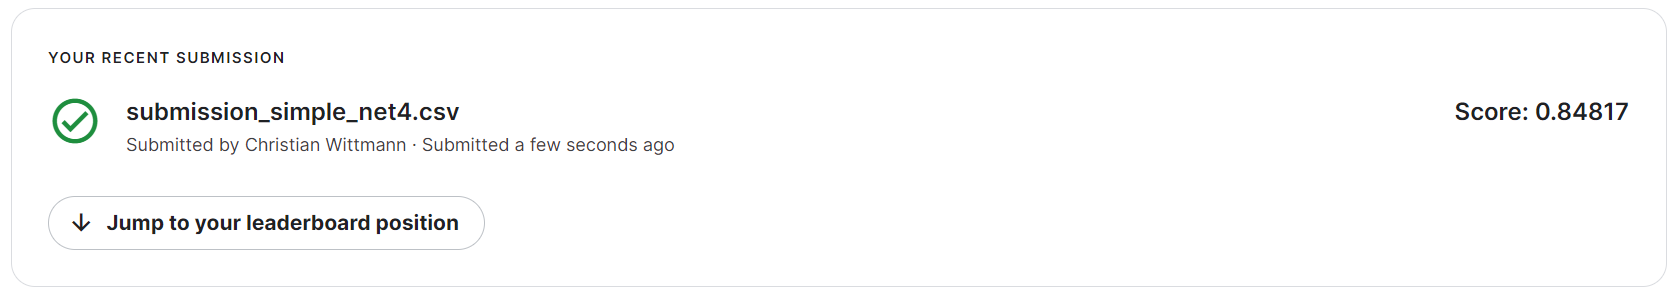 YOUR RECENT SUBMISSION
submission_simple_net4.csv
Score: 0.84817
Submitted by Christian Wittmann · Submitted a few seconds ago
Jump to your leaderboard position